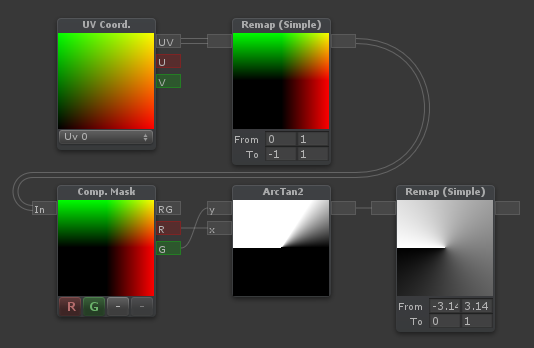 UV Coord.
UV
U
V
Uv 0
Remap (Simple)
From 0 1
To -1 1
In
Comp. Mask
RG
R
G
R G - -
ArcTan2
y
x
Remap (Simple)
From -3.14 3.14
To 0 1